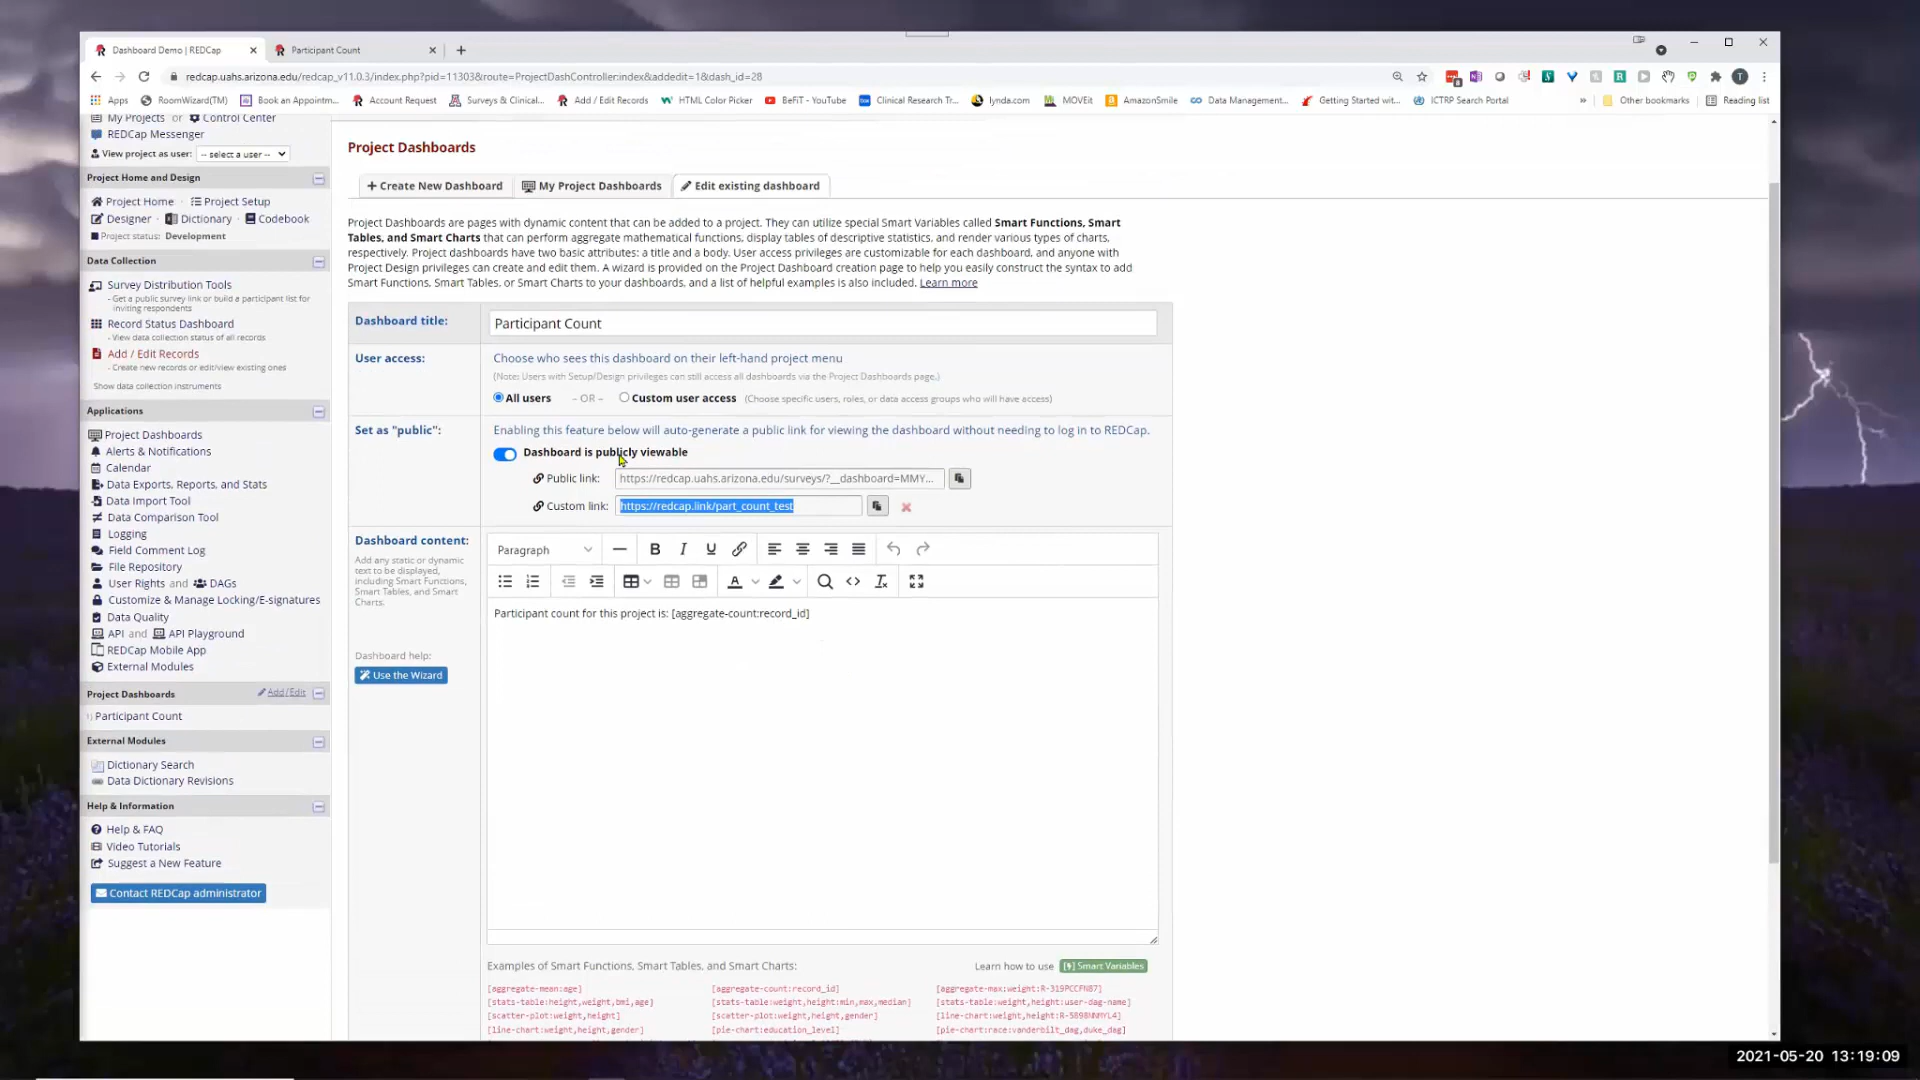 Dashboard Demo | REDCap
Participant Count
redcap.uahs.arizona.edu/redcap_v11.0.3/index.php?pid=11303&route=ProjectDashController:index&addedit=1&dash_id=28
Apps RoomWizard(TM) Book an Appointm... Account Request Surveys & Clinical... Add / Edit Records HTML Color Picker BeFiT - YouTube Clinical Research Tr... lynda.com MOVEit AmazonSmile Data Management... Getting Started wit... ICTRP Search Portal » Other bookmarks Reading list
My Projects or Control Center
REDCap Messenger
View project as user: -- select a user --
Project Home and Design
Project Home · Project Setup
Designer · Dictionary · Codebook
Project status: Development
Data Collection
Survey Distribution Tools
- Get a public survey link or build a participant list for
inviting respondents
Record Status Dashboard
- View data collection status of all records
Add / Edit Records
- Create new records or edit/view existing ones
Show data collection instruments
Applications
Project Dashboards
Alerts & Notifications
Calendar
Data Exports, Reports, and Stats
Data Import Tool
Data Comparison Tool
Logging
Field Comment Log
File Repository
User Rights and DAGs
Customize & Manage Locking/E-signatures
Data Quality
API and API Playground
REDCap Mobile App
External Modules
Project Dashboards Add/Edit
Participant Count
External Modules
Dictionary Search
Data Dictionary Revisions
Help & Information
Help & FAQ
Video Tutorials
Suggest a New Feature
Contact REDCap administrator
Project Dashboards
+ Create New Dashboard My Project Dashboards Edit existing dashboard
Project Dashboards are pages with dynamic content that can be added to a project. They can utilize special Smart Variables called Smart Functions, Smart
Tables, and Smart Charts that can perform aggregate mathematical functions, display tables of descriptive statistics, and render various types of charts,
respectively. Project dashboards have two basic attributes: a title and a body. User access privileges are customizable for each dashboard, and anyone with
Project Design privileges can create and edit them. A wizard is provided on the Project Dashboard creation page to help you easily construct the syntax to add
Smart Functions, Smart Tables, or Smart Charts to your dashboards, and a list of helpful examples is also included. Learn more
Dashboard title: Participant Count
User access: Choose who sees this dashboard on their left-hand project menu
(Note: Users with Setup/Design privileges can still access all dashboards via the Project Dashboards page.)
All users – OR – Custom user access (Choose specific users, roles, or data access groups who will have access)
Set as "public": Enabling this feature below will auto-generate a public link for viewing the dashboard without needing to log in to REDCap.
Dashboard is publicly viewable
Public link: https://redcap.uahs.arizona.edu/surveys/?__dashboard=MMY...
Custom link: https://redcap.link/part_count_test
Dashboard content:
Add any static or dynamic
text to be displayed,
including Smart Functions,
Smart Tables, and Smart
Charts.
Dashboard help:
Use the Wizard
Paragraph B I U
Participant count for this project is: [aggregate-count:record_id]
Examples of Smart Functions, Smart Tables, and Smart Charts: Learn how to use Smart Variables
[aggregate-mean:age] [aggregate-count:record_id] [aggregate-max:weight:R-319PCCFN87]
[stats-table:height,weight,bmi,age] [stats-table:weight,height:min,max,median] [stats-table:weight,height:user-dag-name]
[scatter-plot:weight,height] [scatter-plot:weight,height,gender] [line-chart:weight,height:R-5898NNMYL4]
[line-chart:weight,height,gender] [pie-chart:education_level] [pie-chart:race:vanderbilt_dag,duke_dag]
2021-05-20 13:19:09